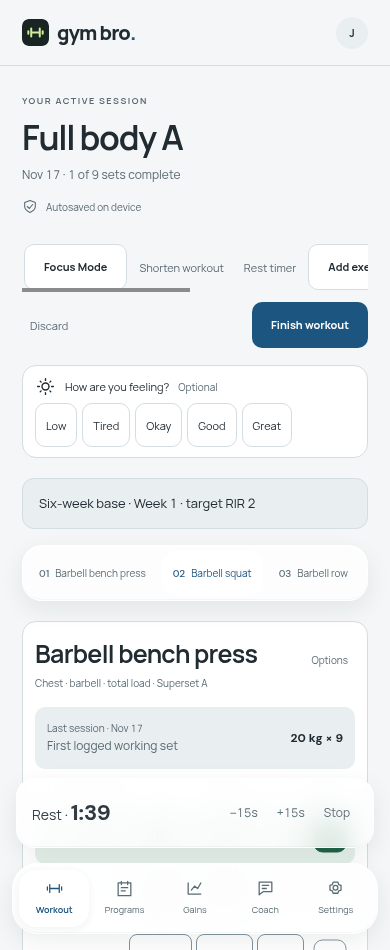 gym bro.
J
YOUR ACTIVE SESSION
Full body A
Nov 17 · 1 of 9 sets complete
Autosaved on device
Focus Mode Shorten workout Rest timer Add exe
Discard Finish workout
How are you feeling? Optional
Low Tired Okay Good Great
Six-week base · Week 1 · target RIR 2
01 Barbell bench press 02 Barbell squat 03 Barbell row
Barbell bench press Options
Chest · barbell · total load · Superset A
Last session · Nov 17
First logged working set 20 kg × 9
Rest · 1:39 −15s +15s Stop
Workout Programs Gains Coach Settings